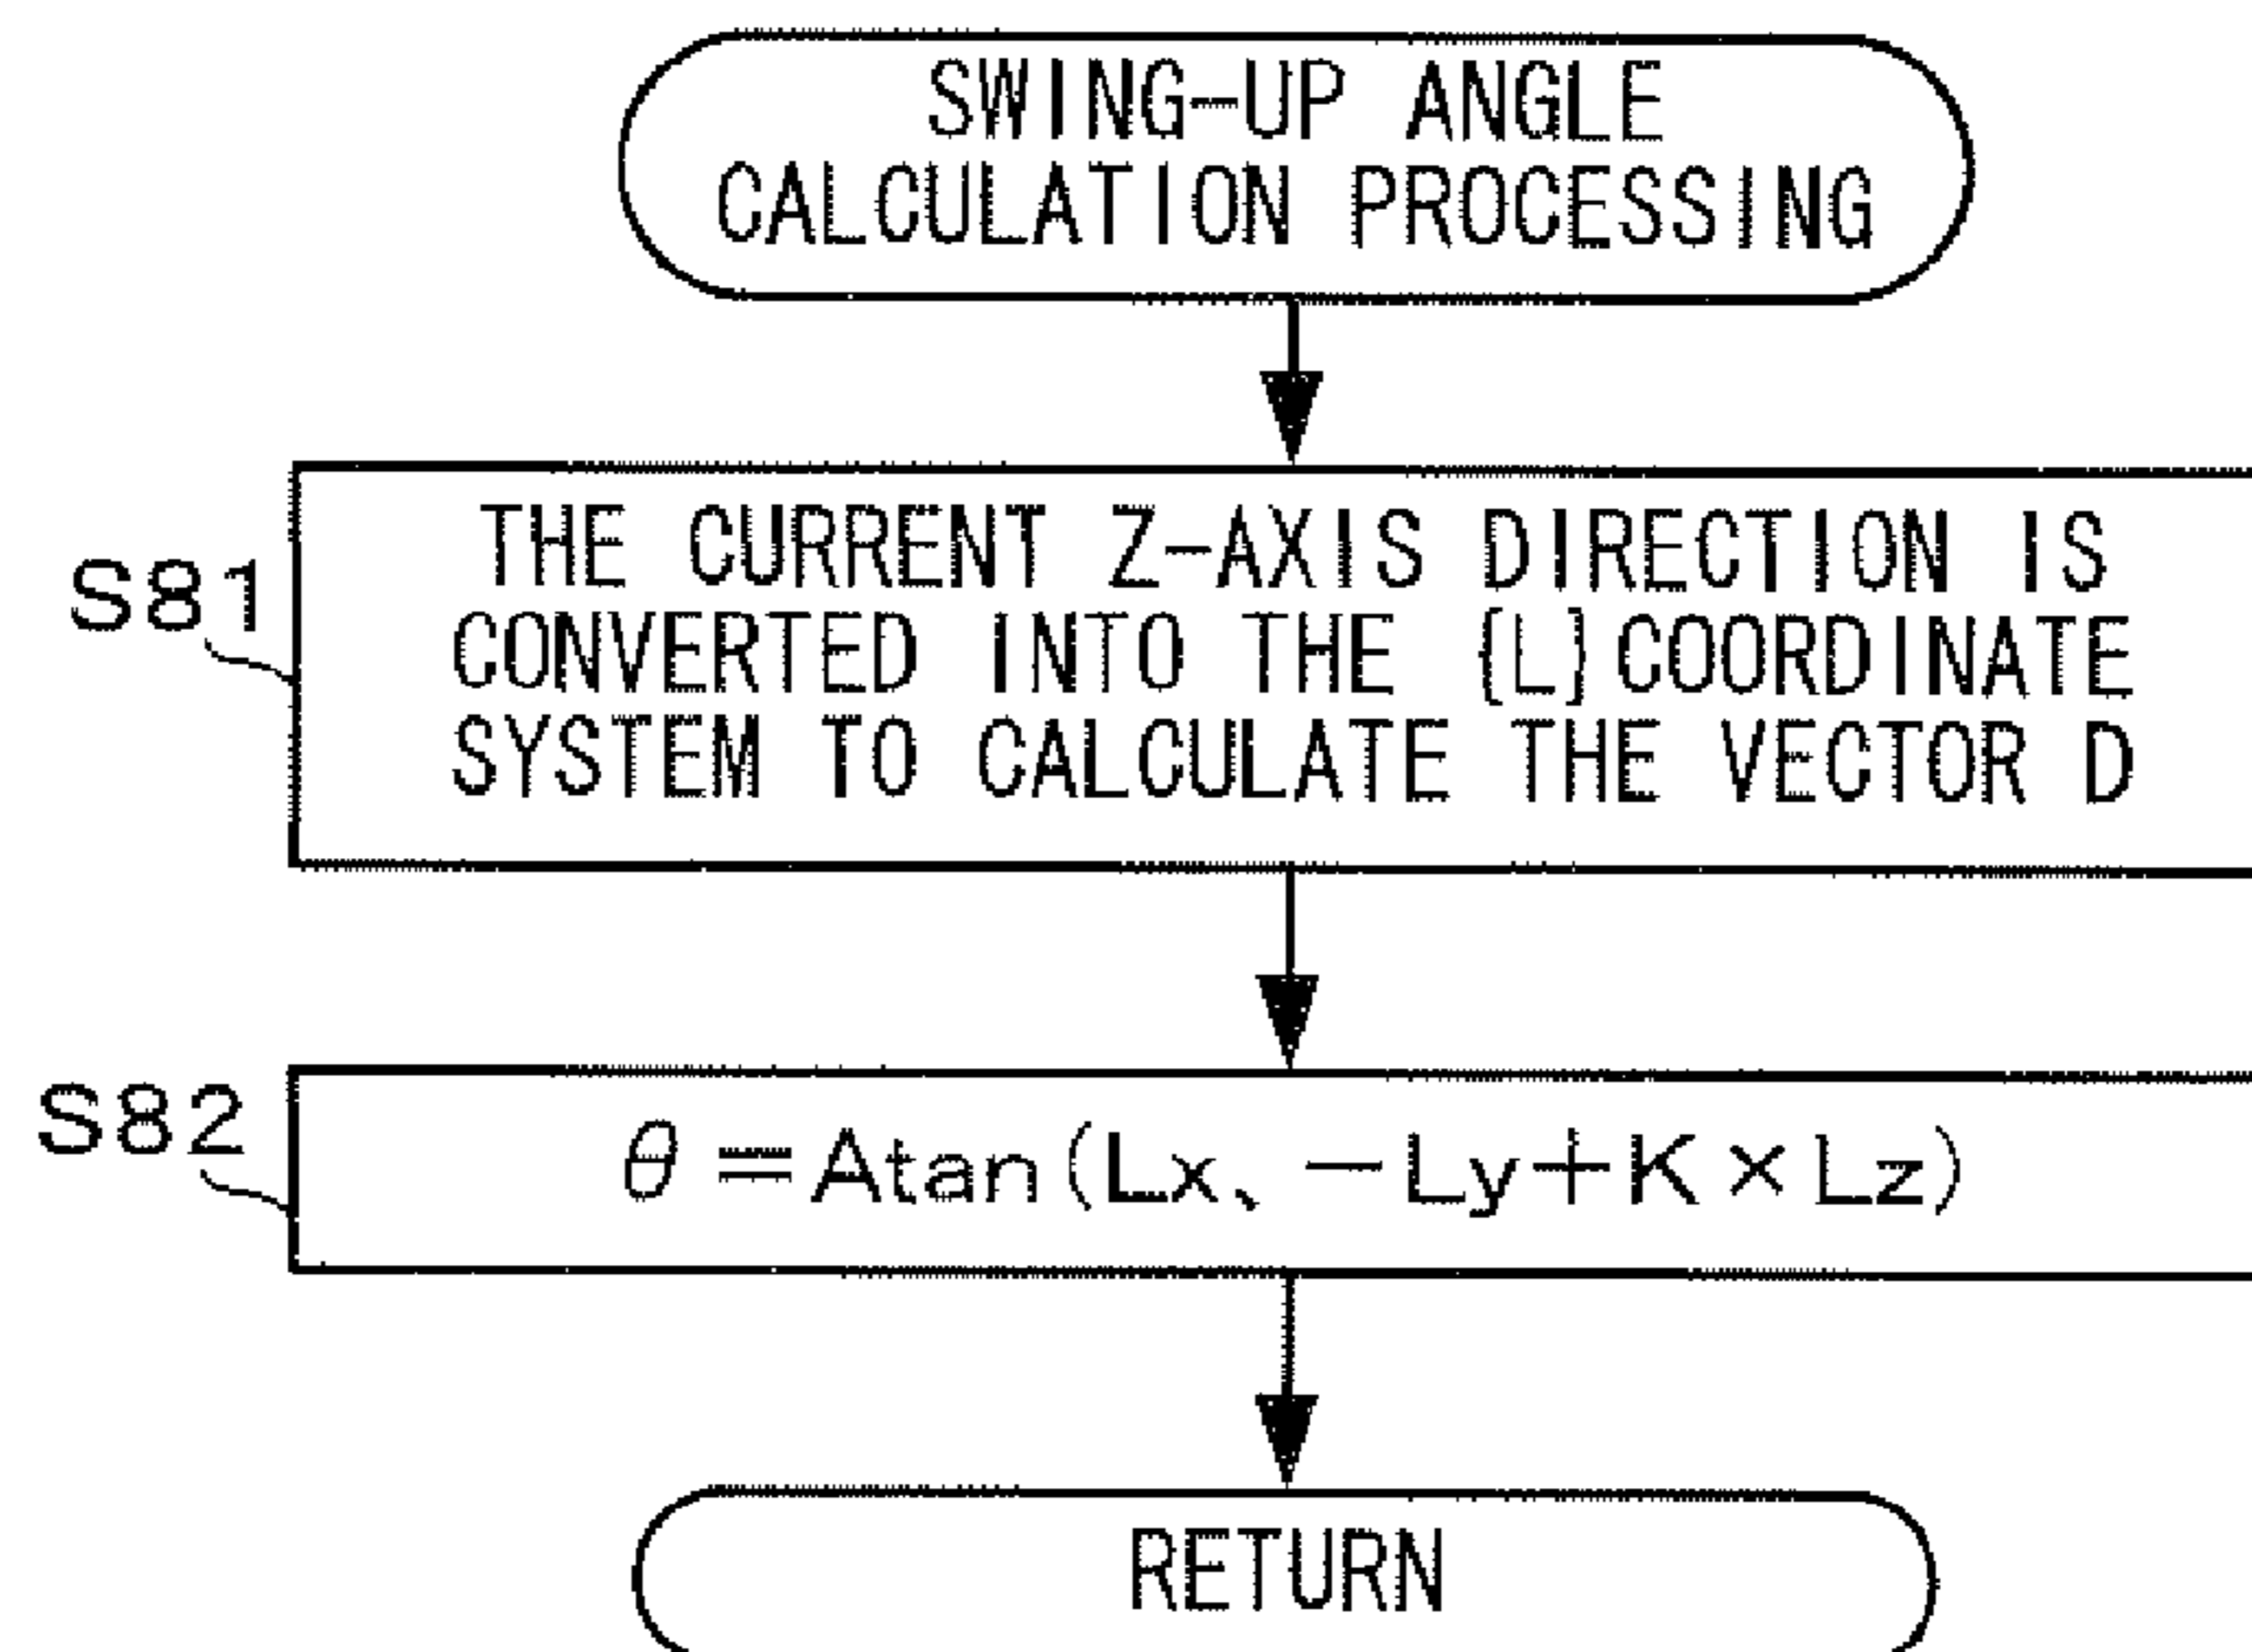 SWING-UP ANGLE
CALCULATION PROCESSING
S81
THE CURRENT Z-AXIS DIRECTION IS
CONVERTED INTO THE {L}COORDINATE
SYSTEM TO CALCULATE THE VECTOR D
S82
θ=Atan(Lx、-Ly+K×Lz)
RETURN